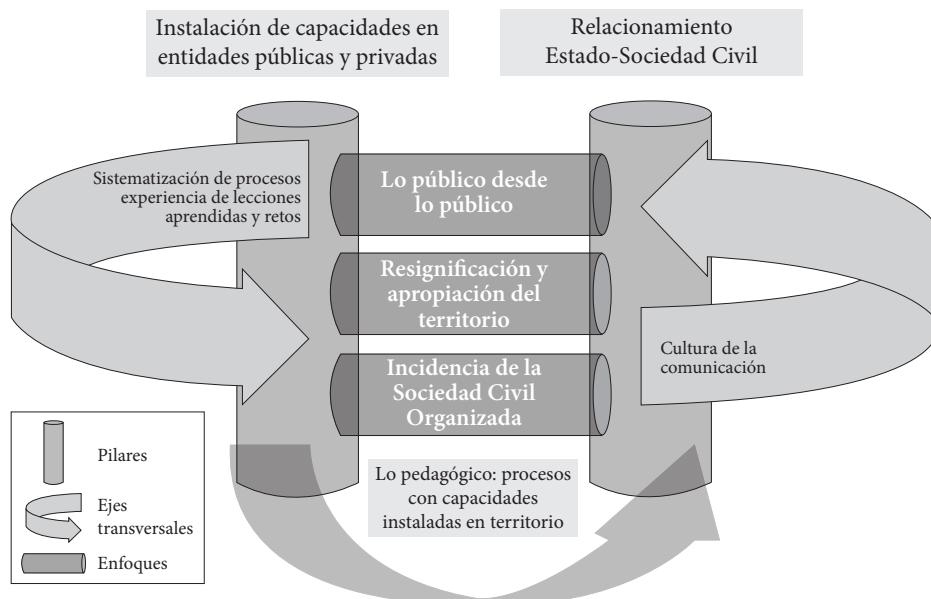 Instalación de capacidades en
entidades públicas y privadas
Relacionamiento
Estado-Sociedad Civil
Sistematización de procesos
experiencia de lecciones
aprendidas y retos
Lo público desde
lo público
Resignificación y
apropiación del
territorio
Incidencia de la
Sociedad Civil
Organizada
Cultura de la
comunicación
Lo pedagógico: procesos
con capacidades
instaladas en territorio
Pilares
Ejes
transversales
Enfoques